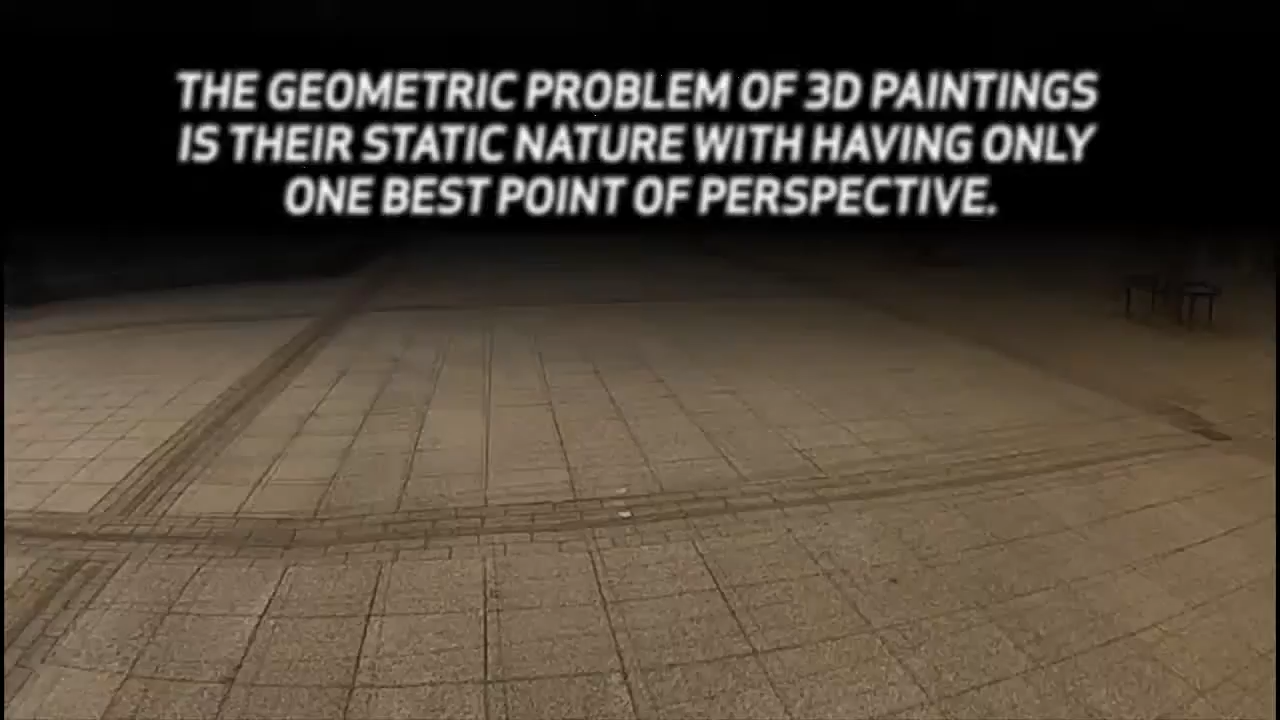 THE GEOMETRIC PROBLEM OF 3D PAINTINGS
IS THEIR STATIC NATURE WITH HAVING ONLY
ONE BEST POINT OF PERSPECTIVE.